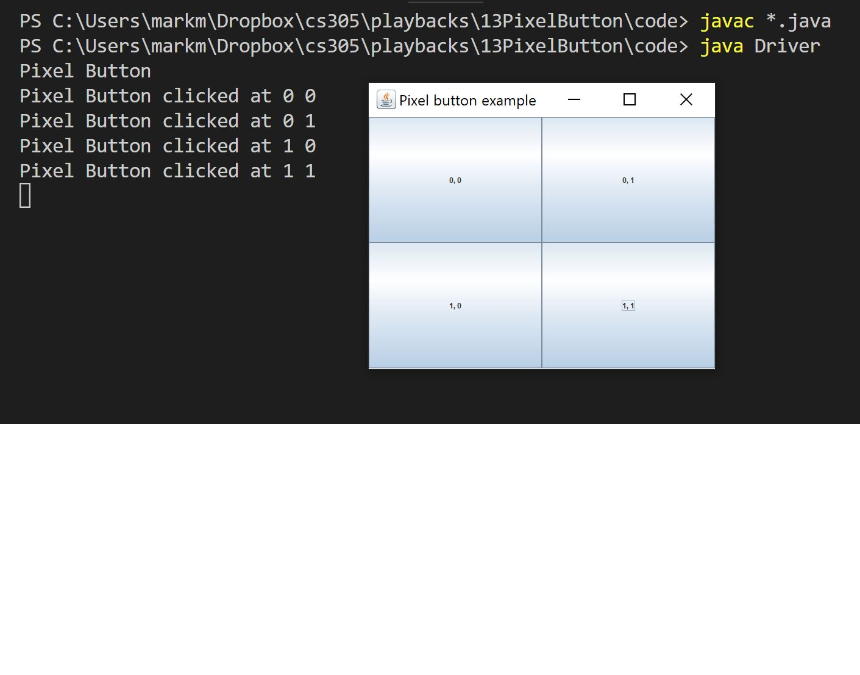 PS C:\Users\markm\Dropbox\cs305\playbacks\13PixelButton\code> javac *.java
PS C:\Users\markm\Dropbox\cs305\playbacks\13PixelButton\code> java Driver
Pixel Button
Pixel Button clicked at 0 0
Pixel Button clicked at 0 1
Pixel Button clicked at 1 0
Pixel Button clicked at 1 1
Pixel button example
0, 0
0, 1
1, 0
1, 1